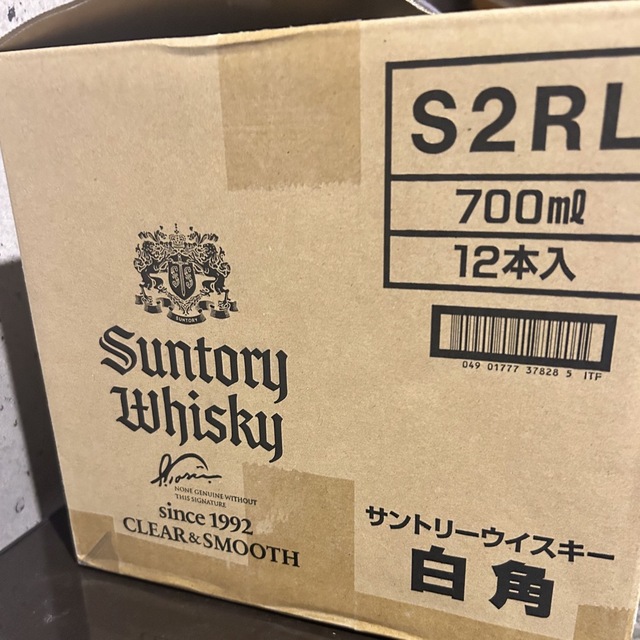 S2RL
700ml
12本入
049 01777 37828 5 ITF
SUNTORY
Suntory
Whisky
NONE GENUINE WITHOUT
THIS SIGNATURE
since 1992
CLEAR&SMOOTH
サントリーウイスキー
白角